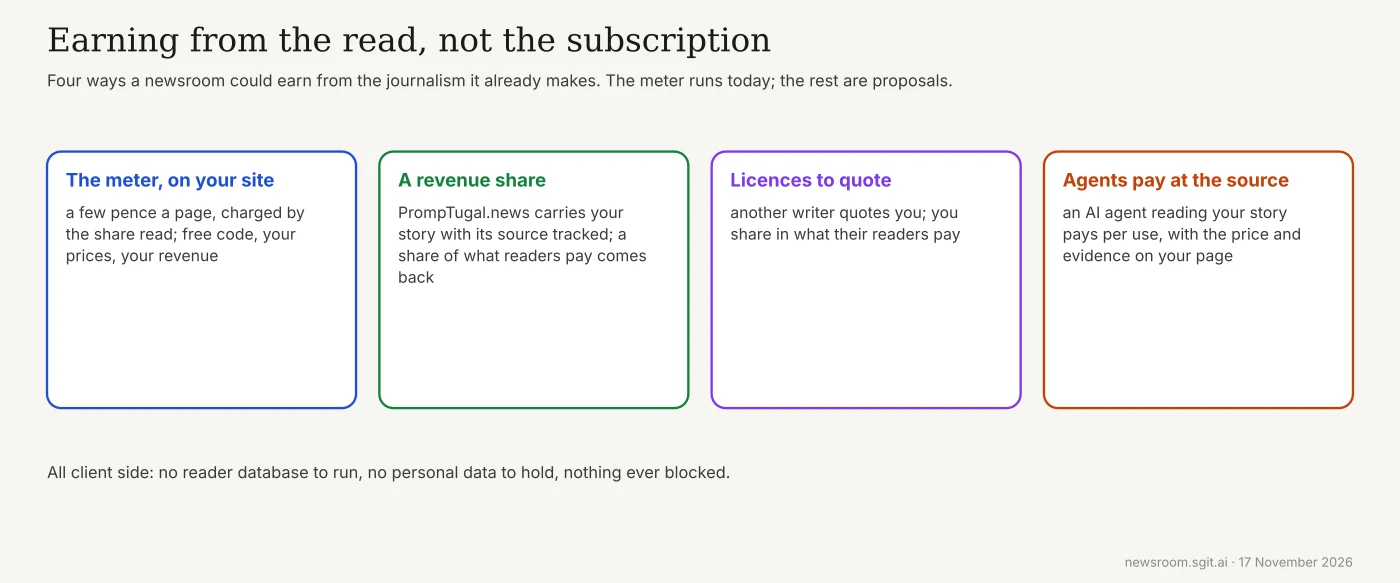 Earning from the read, not the subscription
Four ways a newsroom could earn from the journalism it already makes. The meter runs today; the rest are proposals.
The meter, on your site
a few pence a page, charged by
the share read; free code, your
prices, your revenue
A revenue share
PrompTugal.news carries your
story with its source tracked; a
share of what readers pay comes
back
Licences to quote
another writer quotes you; you
share in what their readers pay
Agents pay at the source
an AI agent reading your story
pays per use, with the price and
evidence on your page
All client side: no reader database to run, no personal data to hold, nothing ever blocked.
newsroom.sgit.ai · 17 November 2026